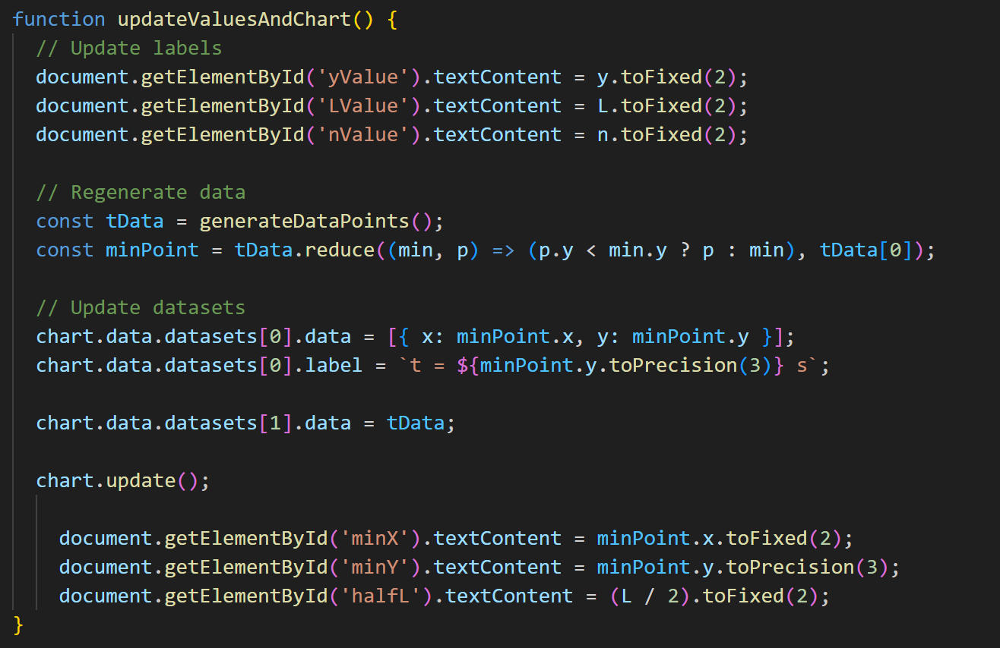 function updateValuesAndChart() {
  // Update labels
  document.getElementById('yValue').textContent = y.toFixed(2);
  document.getElementById('LValue').textContent = L.toFixed(2);
  document.getElementById('nValue').textContent = n.toFixed(2);

  // Regenerate data
  const tData = generateDataPoints();
  const minPoint = tData.reduce((min, p) => (p.y < min.y ? p : min), tData[0]);

  // Update datasets
  chart.data.datasets[0].data = [{ x: minPoint.x, y: minPoint.y }];
  chart.data.datasets[0].label = `t = ${minPoint.y.toPrecision(3)} s`;

  chart.data.datasets[1].data = tData;

  chart.update();

    document.getElementById('minX').textContent = minPoint.x.toFixed(2);
    document.getElementById('minY').textContent = minPoint.y.toPrecision(3);
    document.getElementById('halfL').textContent = (L / 2).toFixed(2);
}